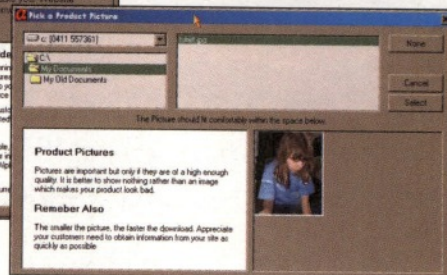 Pick a Product Picture
c: [0411 557361]
C:\
My Documents
My Old Documents
None
Cancel
Select
The Picture should fit comfortably within the space below.
Product Pictures
Pictures are important but only if they are of a high enough
quality. It is better to show nothing rather than an image
which makes your product look bad.
Remeber Also
The smaller the picture, the faster the download. Appreciate
your customers need to obtain information from your site as
quickly as possible